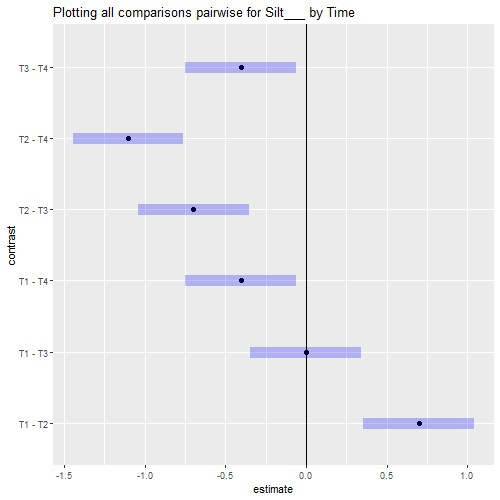 Plotting all comparisons pairwise for Silt___ by Time
contrast
T3 - T4
T2 - T4
T2 - T3
T1 - T4
T1 - T3
T1 - T2
-1.5 -1.0 -0.5 0.0 0.5 1.0
estimate